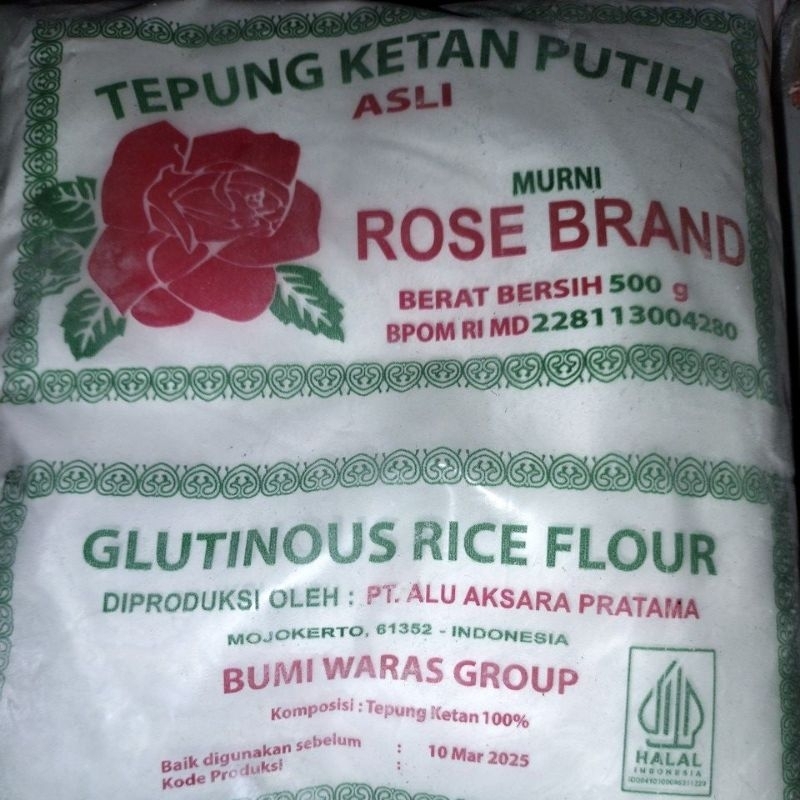 TEPUNG KETAN PUTIH
ASLI
MURNI
ROSE BRAND
BERAT BERSIH 500 g
BPOM RI MD 228113004280
GLUTINOUS RICE FLOUR
DIPRODUKSI OLEH : PT. ALU AKSARA PRATAMA
MOJOKERTO, 61352 - INDONESIA
BUMI WARAS GROUP
Komposisi : Tepung Ketan 100%
Baik digunakan sebelum : 10 Mar 2025
Kode Produksi :
HALAL
INDONESIA